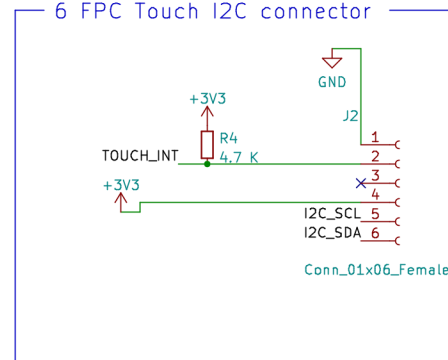 6 FPC Touch I2C connector
GND
+3V3
J2
R4
4.7 K
TOUCH_INT
+3V3
1
2
3
4
5
6
I2C_SCL
I2C_SDA
Conn_01x06_Female